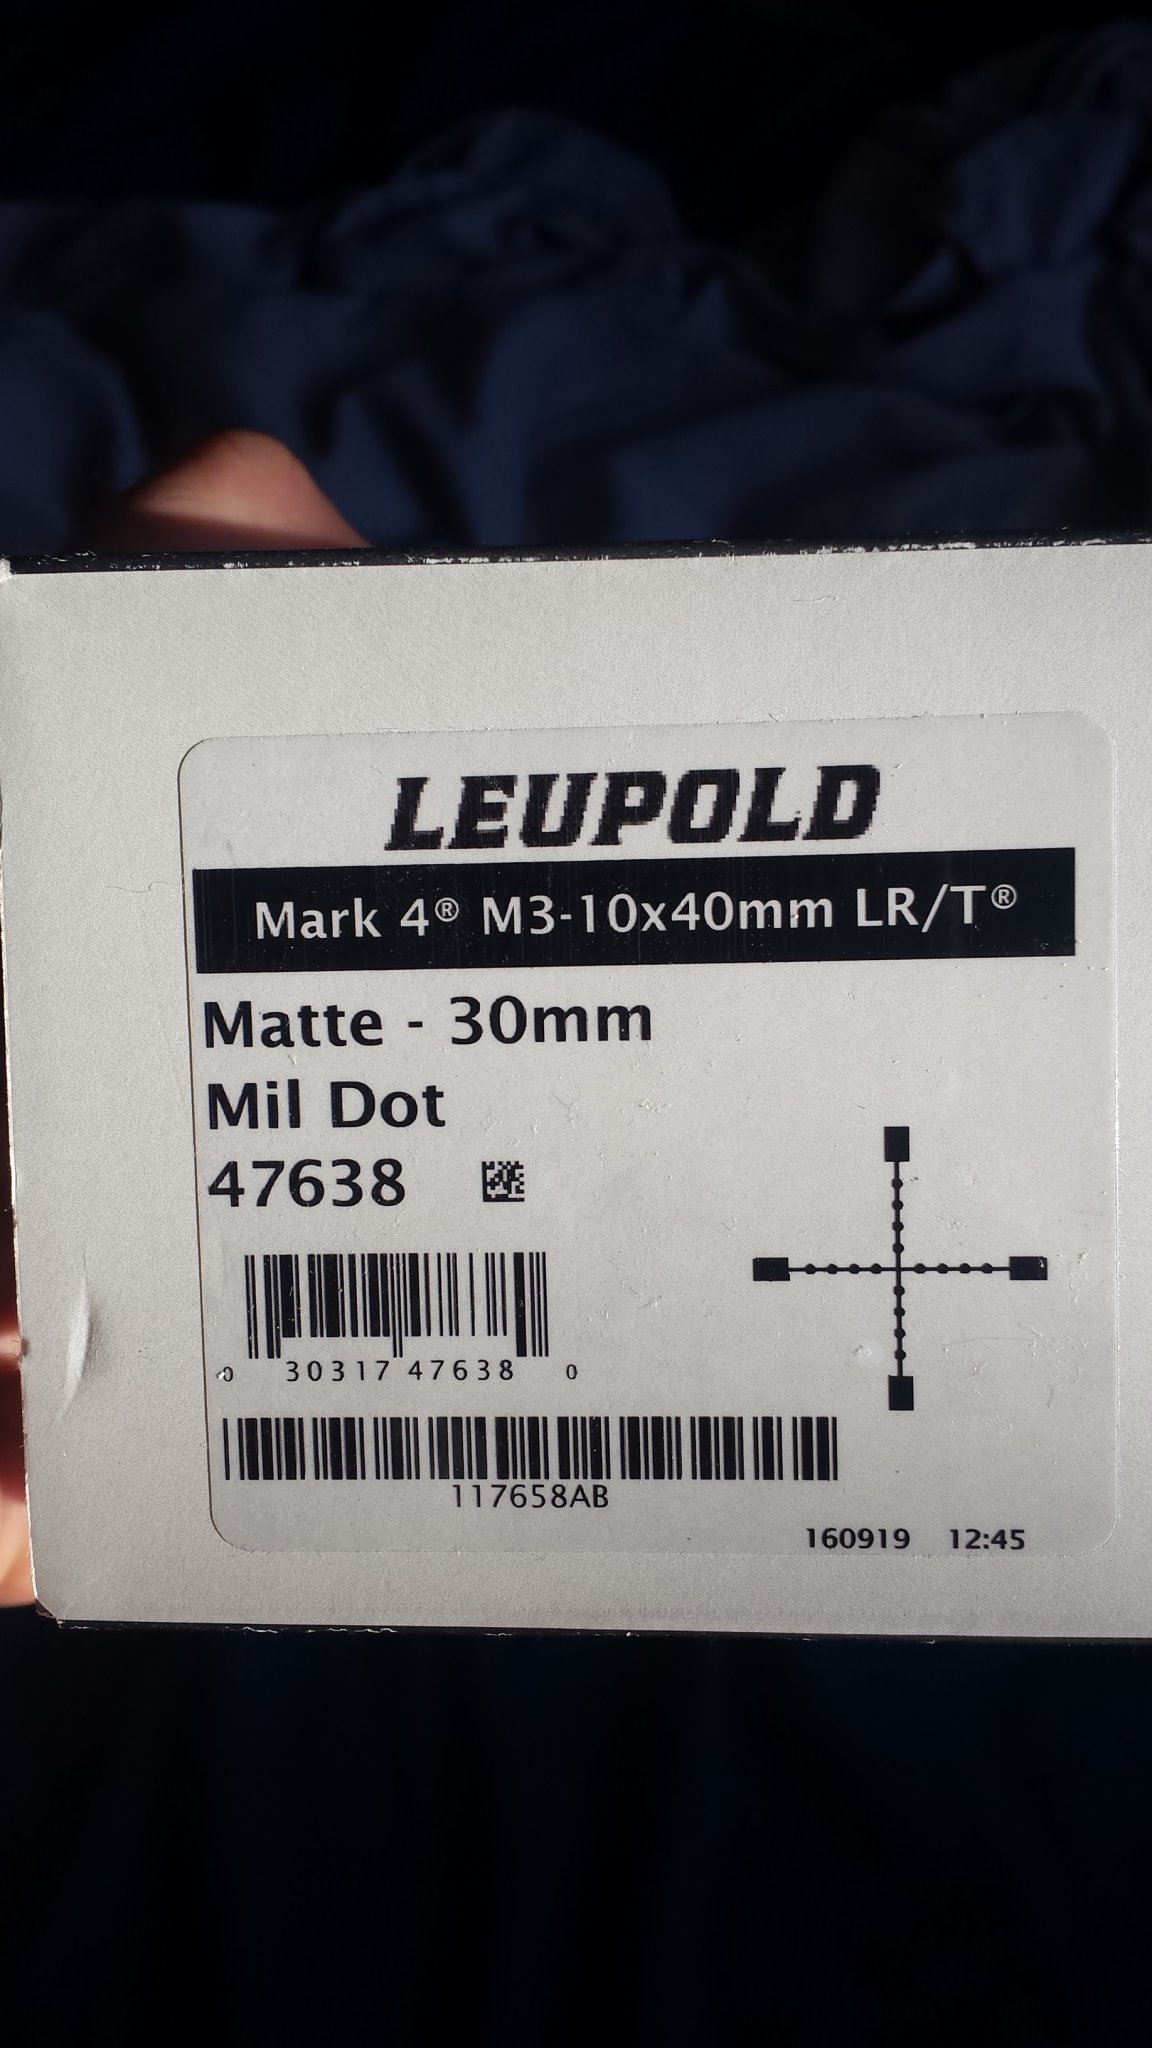 LEUPOLD
Mark 4® M3-10x40mm LR/T®
Matte - 30mm
Mil Dot
47638
0 30317 47638 0
117658AB
160919 12:45